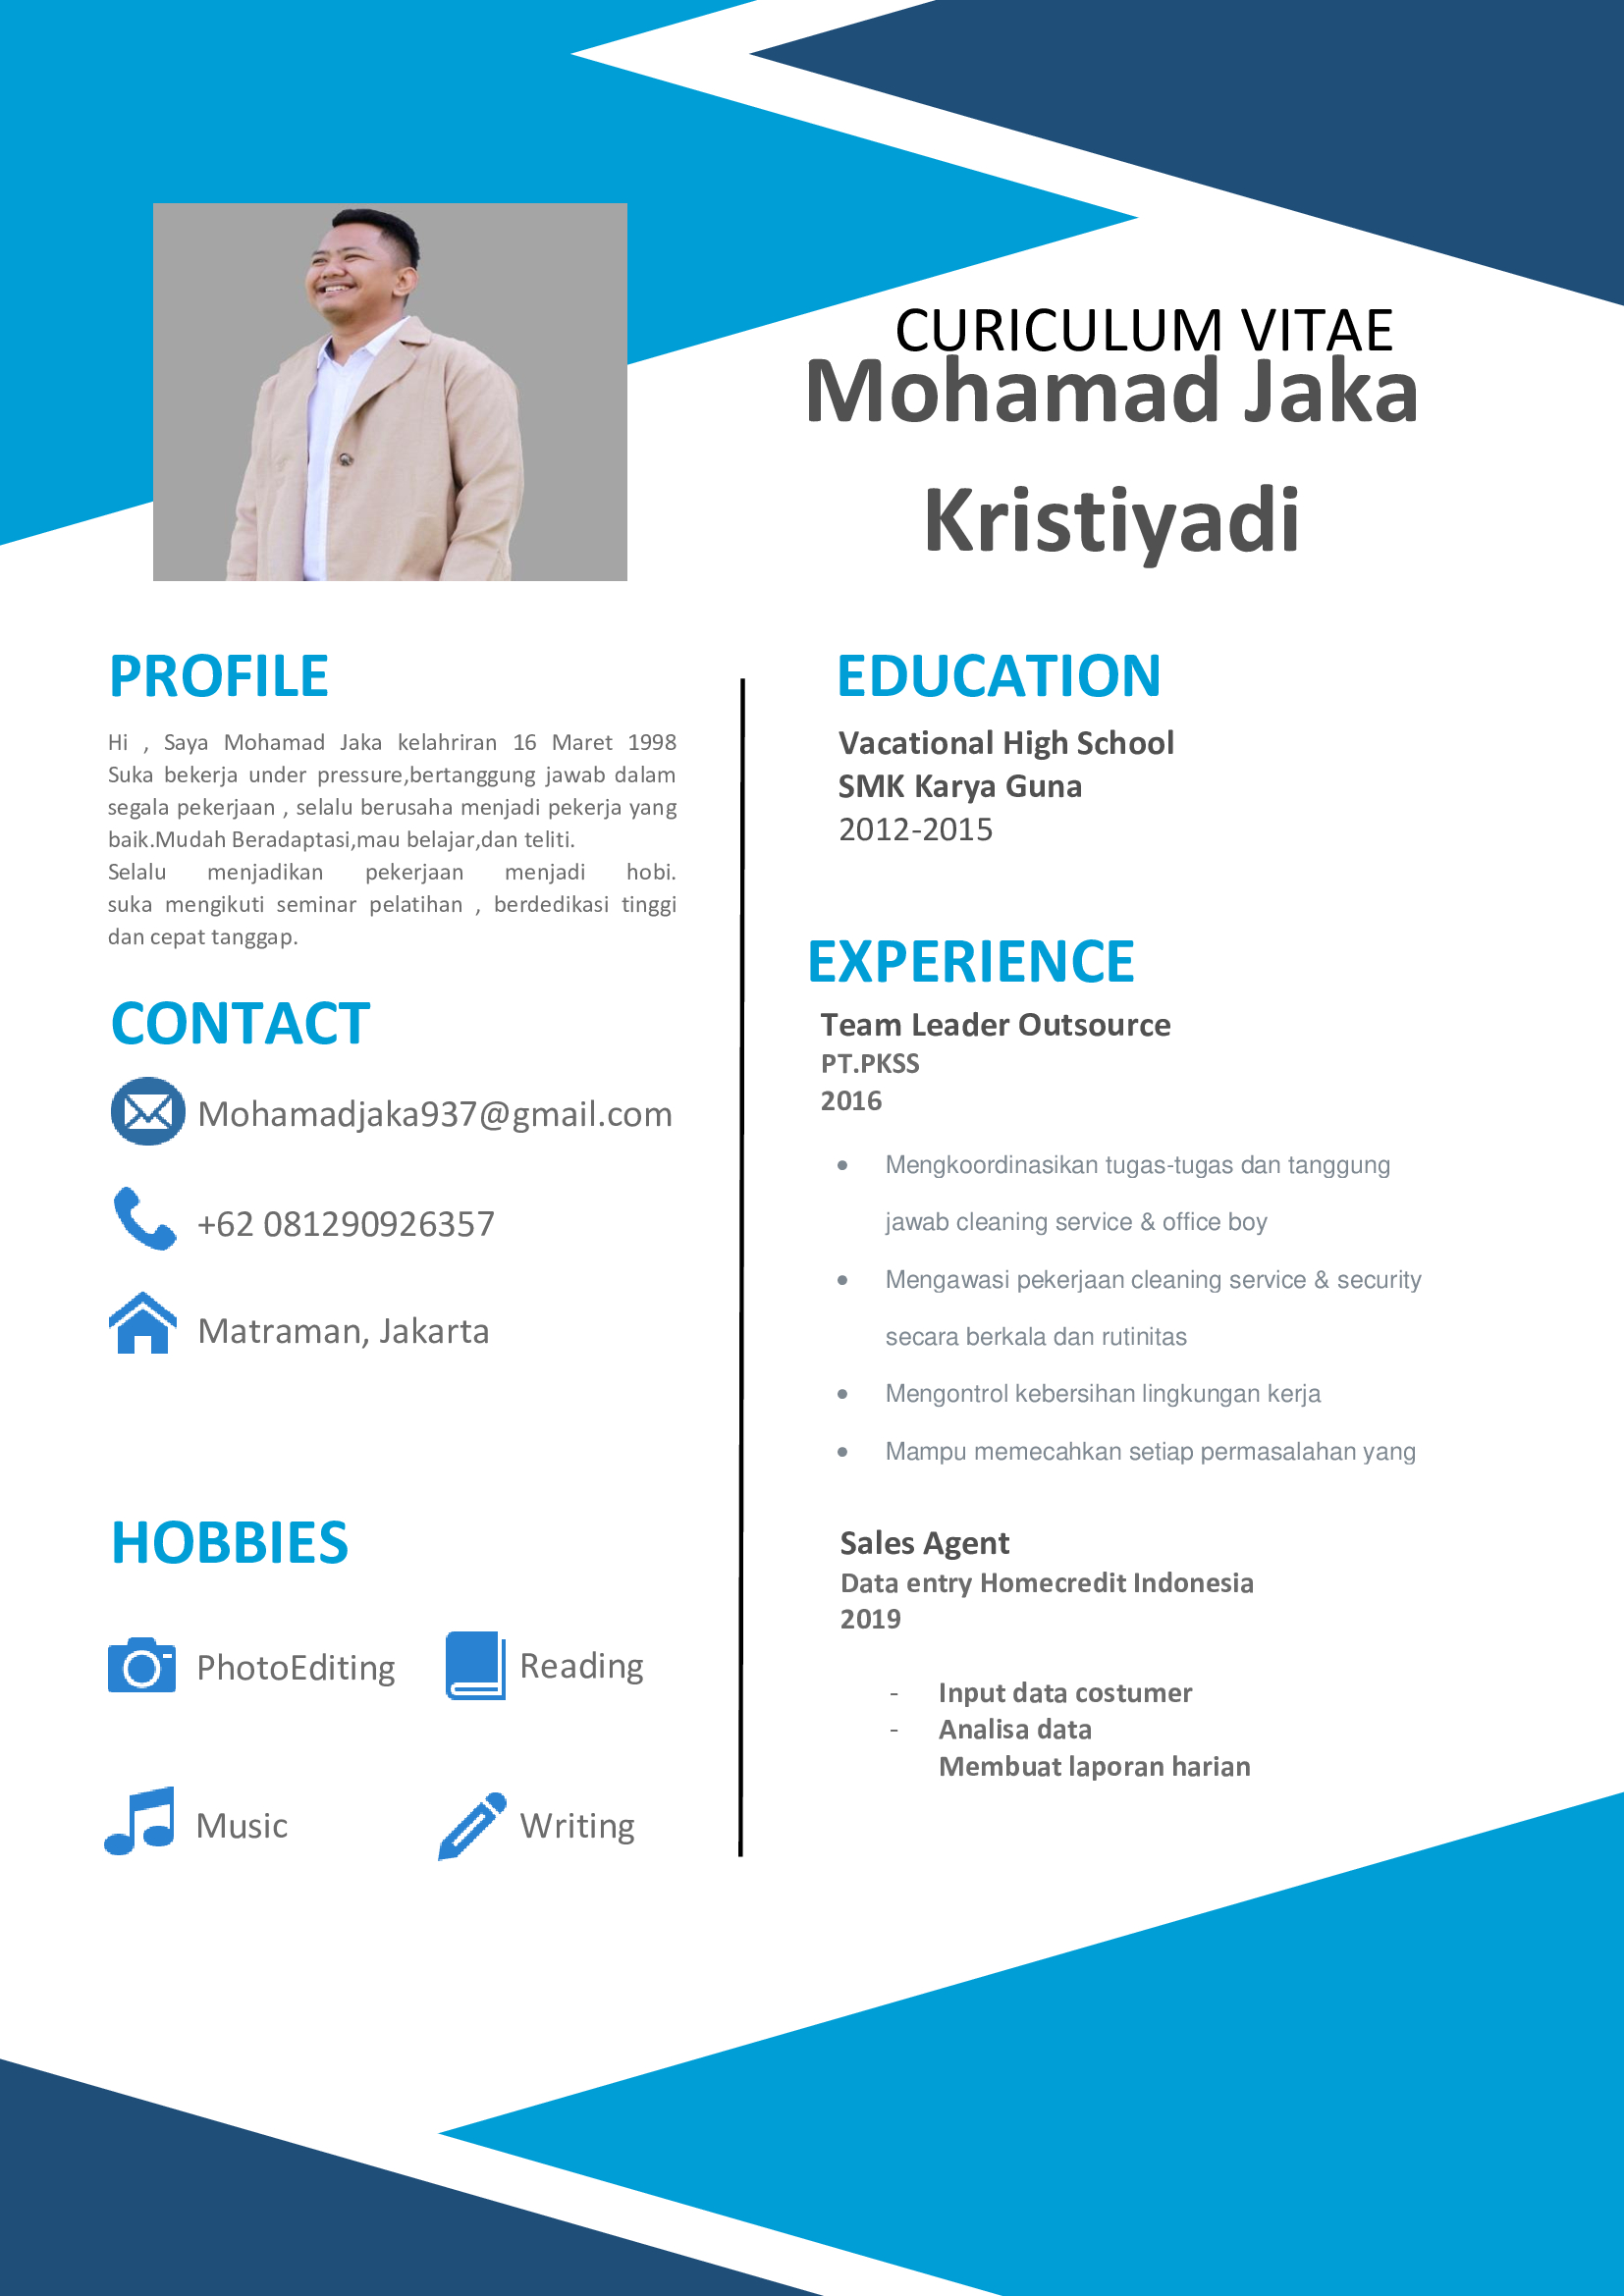 CURICULUM VITAE
Mohamad Jaka
Kristiyadi
PROFILE
Hi , Saya Mohamad Jaka kelahriran 16 Maret 1998
Suka bekerja under pressure,bertanggung jawab dalam
segala pekerjaan , selalu berusaha menjadi pekerja yang
baik.Mudah Beradaptasi,mau belajar,dan teliti.
Selalu menjadikan pekerjaan menjadi hobi.
suka mengikuti seminar pelatihan , berdedikasi tinggi
dan cepat tanggap.
CONTACT
Mohamadjaka937@gmail.com
+62 081290926357
Matraman, Jakarta
HOBBIES
PhotoEditing
Reading
Music
Writing
EDUCATION
Vacational High School
SMK Karya Guna
2012-2015
EXPERIENCE
Team Leader Outsource
PT.PKSS
2016
• Mengkoordinasikan tugas-tugas dan tanggung
jawab cleaning service & office boy
• Mengawasi pekerjaan cleaning service & security
secara berkala dan rutinitas
• Mengontrol kebersihan lingkungan kerja
• Mampu memecahkan setiap permasalahan yang
Sales Agent
Data entry Homecredit Indonesia
2019
- Input data costumer
- Analisa data
Membuat laporan harian